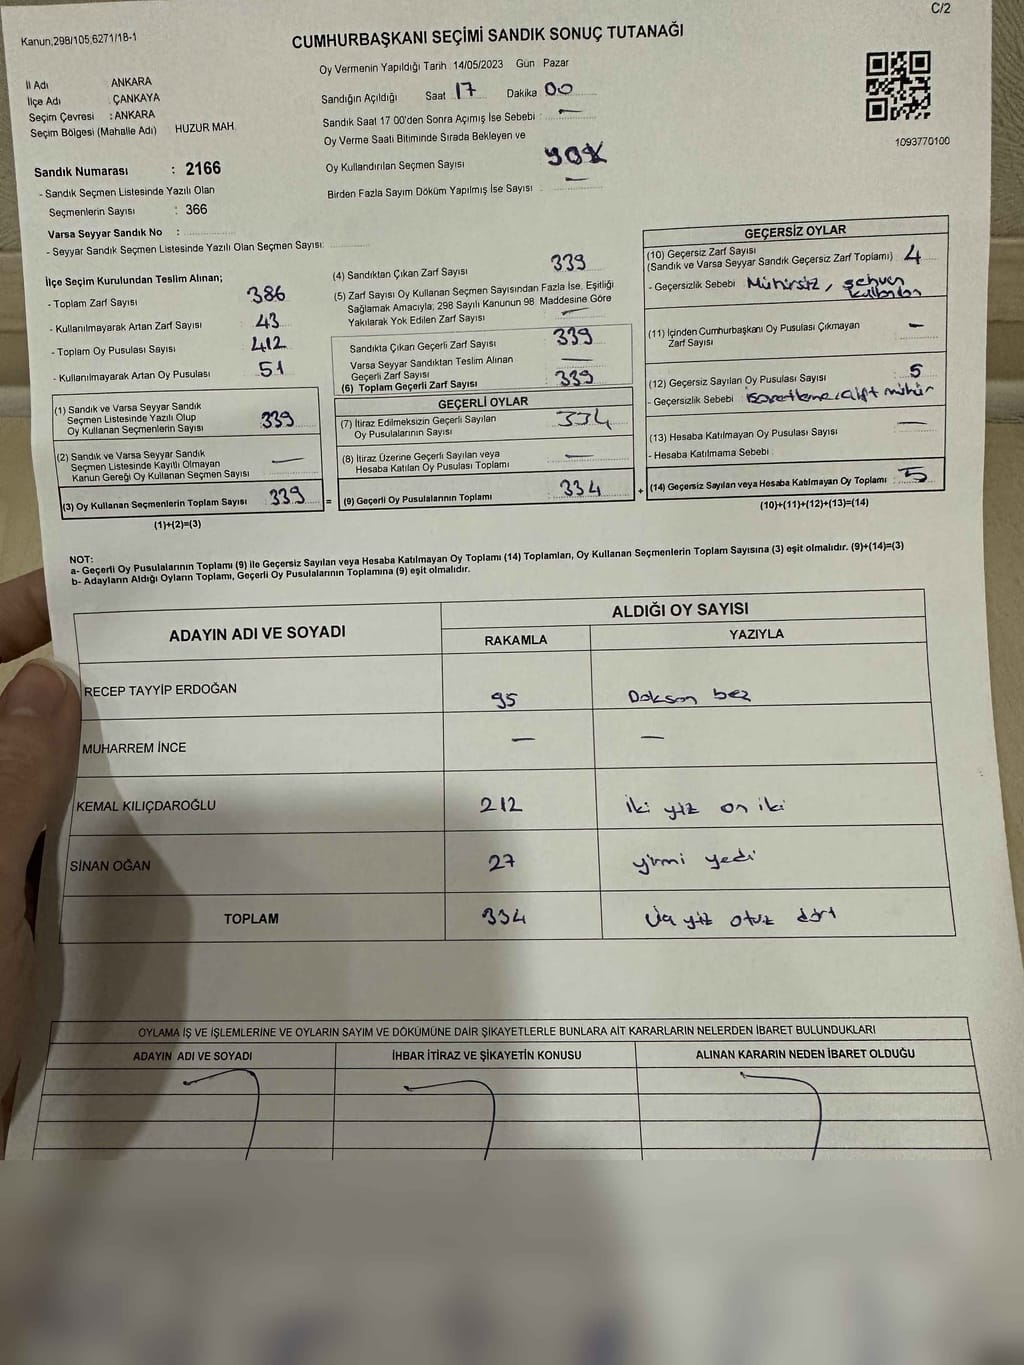 C/2
Kanun,298/105,6271/18-1
CUMHURBAŞKANI SEÇİMİ SANDIK SONUÇ TUTANAĞI
İl Adı : ANKARA
İlçe Adı : ÇANKAYA
Seçim Çevresi : ANKARA
Seçim Bölgesi (Mahalle Adı) HUZUR MAH.
Sandık Numarası : 2166
- Sandık Seçmen Listesinde Yazılı Olan
Seçmenlerin Sayısı : 366
Varsa Seyyar Sandık No :
- Seyyar Sandık Seçmen Listesinde Yazılı Olan Seçmen Sayısı:
Oy Vermenin Yapıldığı Tarih 14/05/2023 Gün Pazar
Sandığın Açıldığı Saat 17 Dakika 00
Sandık Saat 17 00'den Sonra Açımış İse Sebebi : —
Oy Verme Saati Bitiminde Sırada Bekleyen ve
Oy Kullandırılan Seçmen Sayısı
Birden Fazla Sayım Döküm Yapılmış İse Sayısı : —
1093770100
İlçe Seçim Kurulundan Teslim Alınan;
- Toplam Zarf Sayısı 386
- Kullanılmayarak Artan Zarf Sayısı 43
- Toplam Oy Pusulası Sayısı 412
- Kullanılmayarak Artan Oy Pusulası 51
(1) Sandık ve Varsa Seyyar Sandık
Seçmen Listesinde Yazılı Olup
Oy Kullanan Seçmenlerin Sayısı 339
(2) Sandık ve Varsa Seyyar Sandık
Seçmen Listesinde Kayıtlı Olmayan
Kanun Gereği Oy Kullanan Seçmen Sayısı —
(3) Oy Kullanan Seçmenlerin Toplam Sayısı 339 =
(1)+(2)=(3)
(4) Sandıktan Çıkan Zarf Sayısı 339
(5) Zarf Sayısı Oy Kullanan Seçmen Sayısından Fazla İse, Eşitliği
Sağlamak Amacıyla, 298 Sayılı Kanunun 98. Maddesine Göre
Yakılarak Yok Edilen Zarf Sayısı —
Sandıkta Çıkan Geçerli Zarf Sayısı 339
Varsa Seyyar Sandıktan Teslim Alınan
Geçerli Zarf Sayısı —
(6) Toplam Geçerli Zarf Sayısı 339
GEÇERLİ OYLAR
(7) İtiraz Edilmeksizin Geçerli Sayılan
Oy Pusulalarının Sayısı 334
(8) İtiraz Üzerine Geçerli Sayılan veya
Hesaba Katılan Oy Pusulası Toplamı —
(9) Geçerli Oy Pusulalarının Toplamı 334 +
GEÇERSİZ OYLAR
(10) Geçersiz Zarf Sayısı
(Sandık ve Varsa Seyyar Sandık Geçersiz Zarf Toplamı) 4
- Geçersizlik Sebebi Mühürsüz, sehven
(11) İçinden Cumhurbaşkanı Oy Pusulası Çıkmayan
Zarf Sayısı —
(12) Geçersiz Sayılan Oy Pusulası Sayısı 5
- Geçersizlik Sebebi çift mühür
(13) Hesaba Katılmayan Oy Pusulası Sayısı —
- Hesaba Katılmama Sebebi :
(14) Geçersiz Sayılan veya Hesaba Katılmayan Oy Toplamı 5
(10)+(11)+(12)+(13)=(14)
NOT:
a- Geçerli Oy Pusulalarının Toplamı (9) ile Geçersiz Sayılan veya Hesaba Katılmayan Oy Toplamı (14) Toplamları, Oy Kullanan Seçmenlerin Toplam Sayısına (3) eşit olmalıdır. (9)+(14)=(3)
b- Adayların Aldığı Oyların Toplamı, Geçerli Oy Pusulalarının Toplamına (9) eşit olmalıdır.
ADAYIN ADI VE SOYADI
ALDIĞI OY SAYISI
RAKAMLA YAZIYLA
RECEP TAYYİP ERDOĞAN 95 Doksan beş
MUHARREM İNCE — —
KEMAL KILIÇDAROĞLU 212 iki yüz on iki
SİNAN OĞAN 27 yirmi yedi
TOPLAM 334 Üç yüz otuz dört
OYLAMA İŞ VE İŞLEMLERİNE VE OYLARIN SAYIM VE DÖKÜMÜNE DAİR ŞİKAYETLERLE BUNLARA AİT KARARLARIN NELERDEN İBARET BULUNDUKLARI
ADAYIN ADI VE SOYADI İHBAR İTİRAZ VE ŞİKAYETİN KONUSU ALINAN KARARIN NEDEN İBARET OLDUĞU